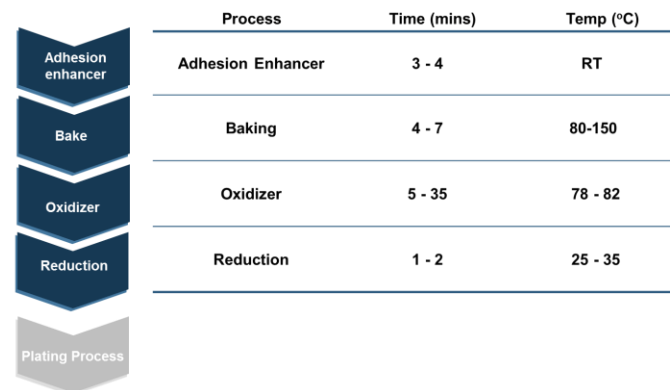 Process Time (mins) Temp (ºC)
Adhesion
enhancer
Adhesion Enhancer 3 - 4 RT
Bake
Baking 4 - 7 80-150
Oxidizer
Oxidizer 5 - 35 78 - 82
Reduction
Reduction 1 - 2 25 - 35
Plating Process